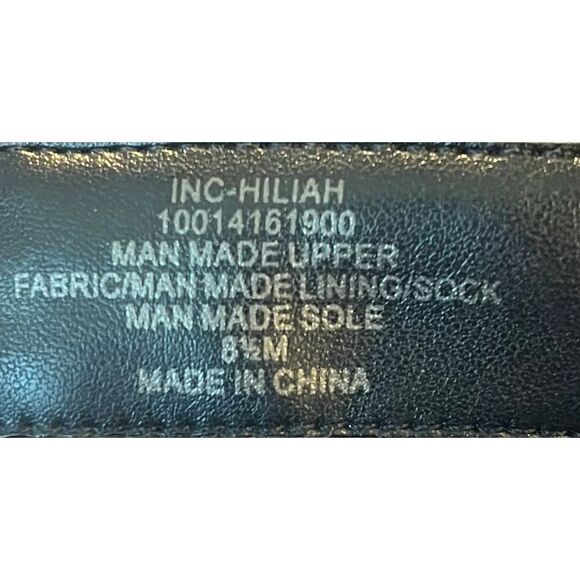 INC-HILIAH
10014161900
MAN MADE UPPER
FABRIC/MAN MADE LINING/SOCK
MAN MADE SOLE
8½M
MADE IN CHINA